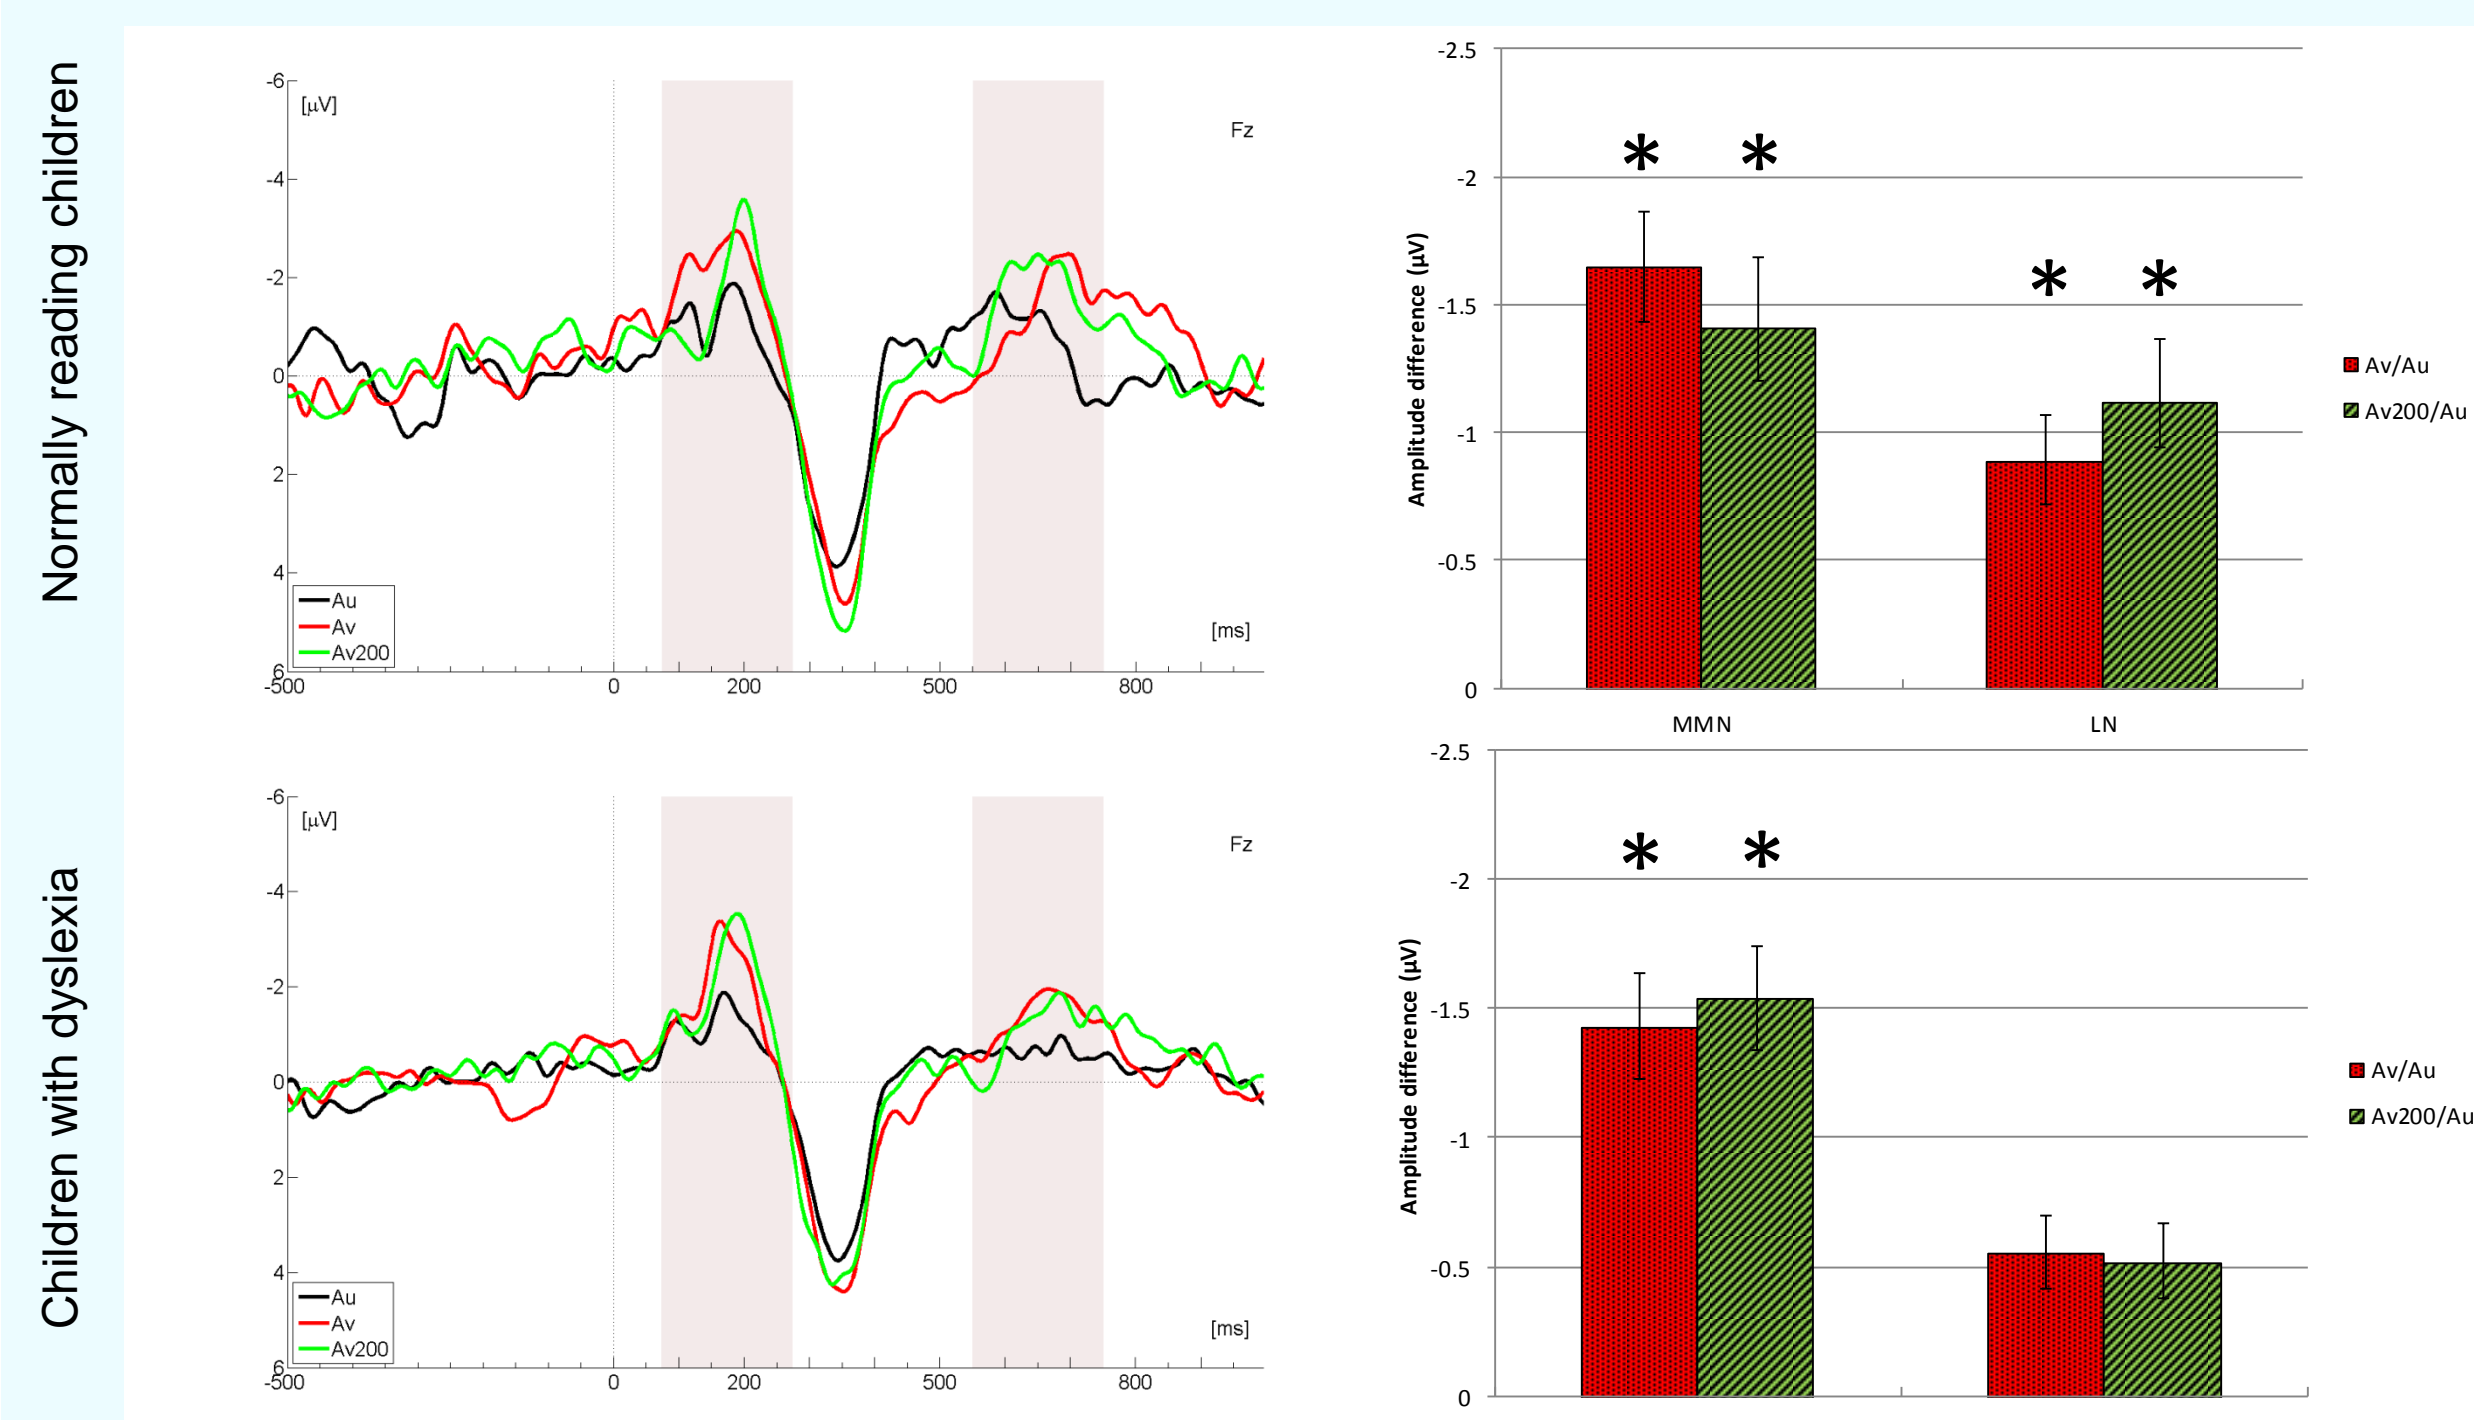 Normally reading children
-6
[µV]
Fz
-4
-2
0
2
4
Au
Av
[ms]
Av200
6
-500
0
200
500
800
-2.5
-2
-1.5
-1
-0.5
0
Amplitude difference (µV)
* *
* *
Av/Au
Av200/Au
MMN
LN
Children with dyslexia
-6
[µV]
Fz
-4
-2
0
2
4
Au
Av
[ms]
Av200
6
-500
0
200
500
800
-2.5
-2
-1.5
-1
-0.5
0
Amplitude difference (µV)
* *
Av/Au
Av200/Au